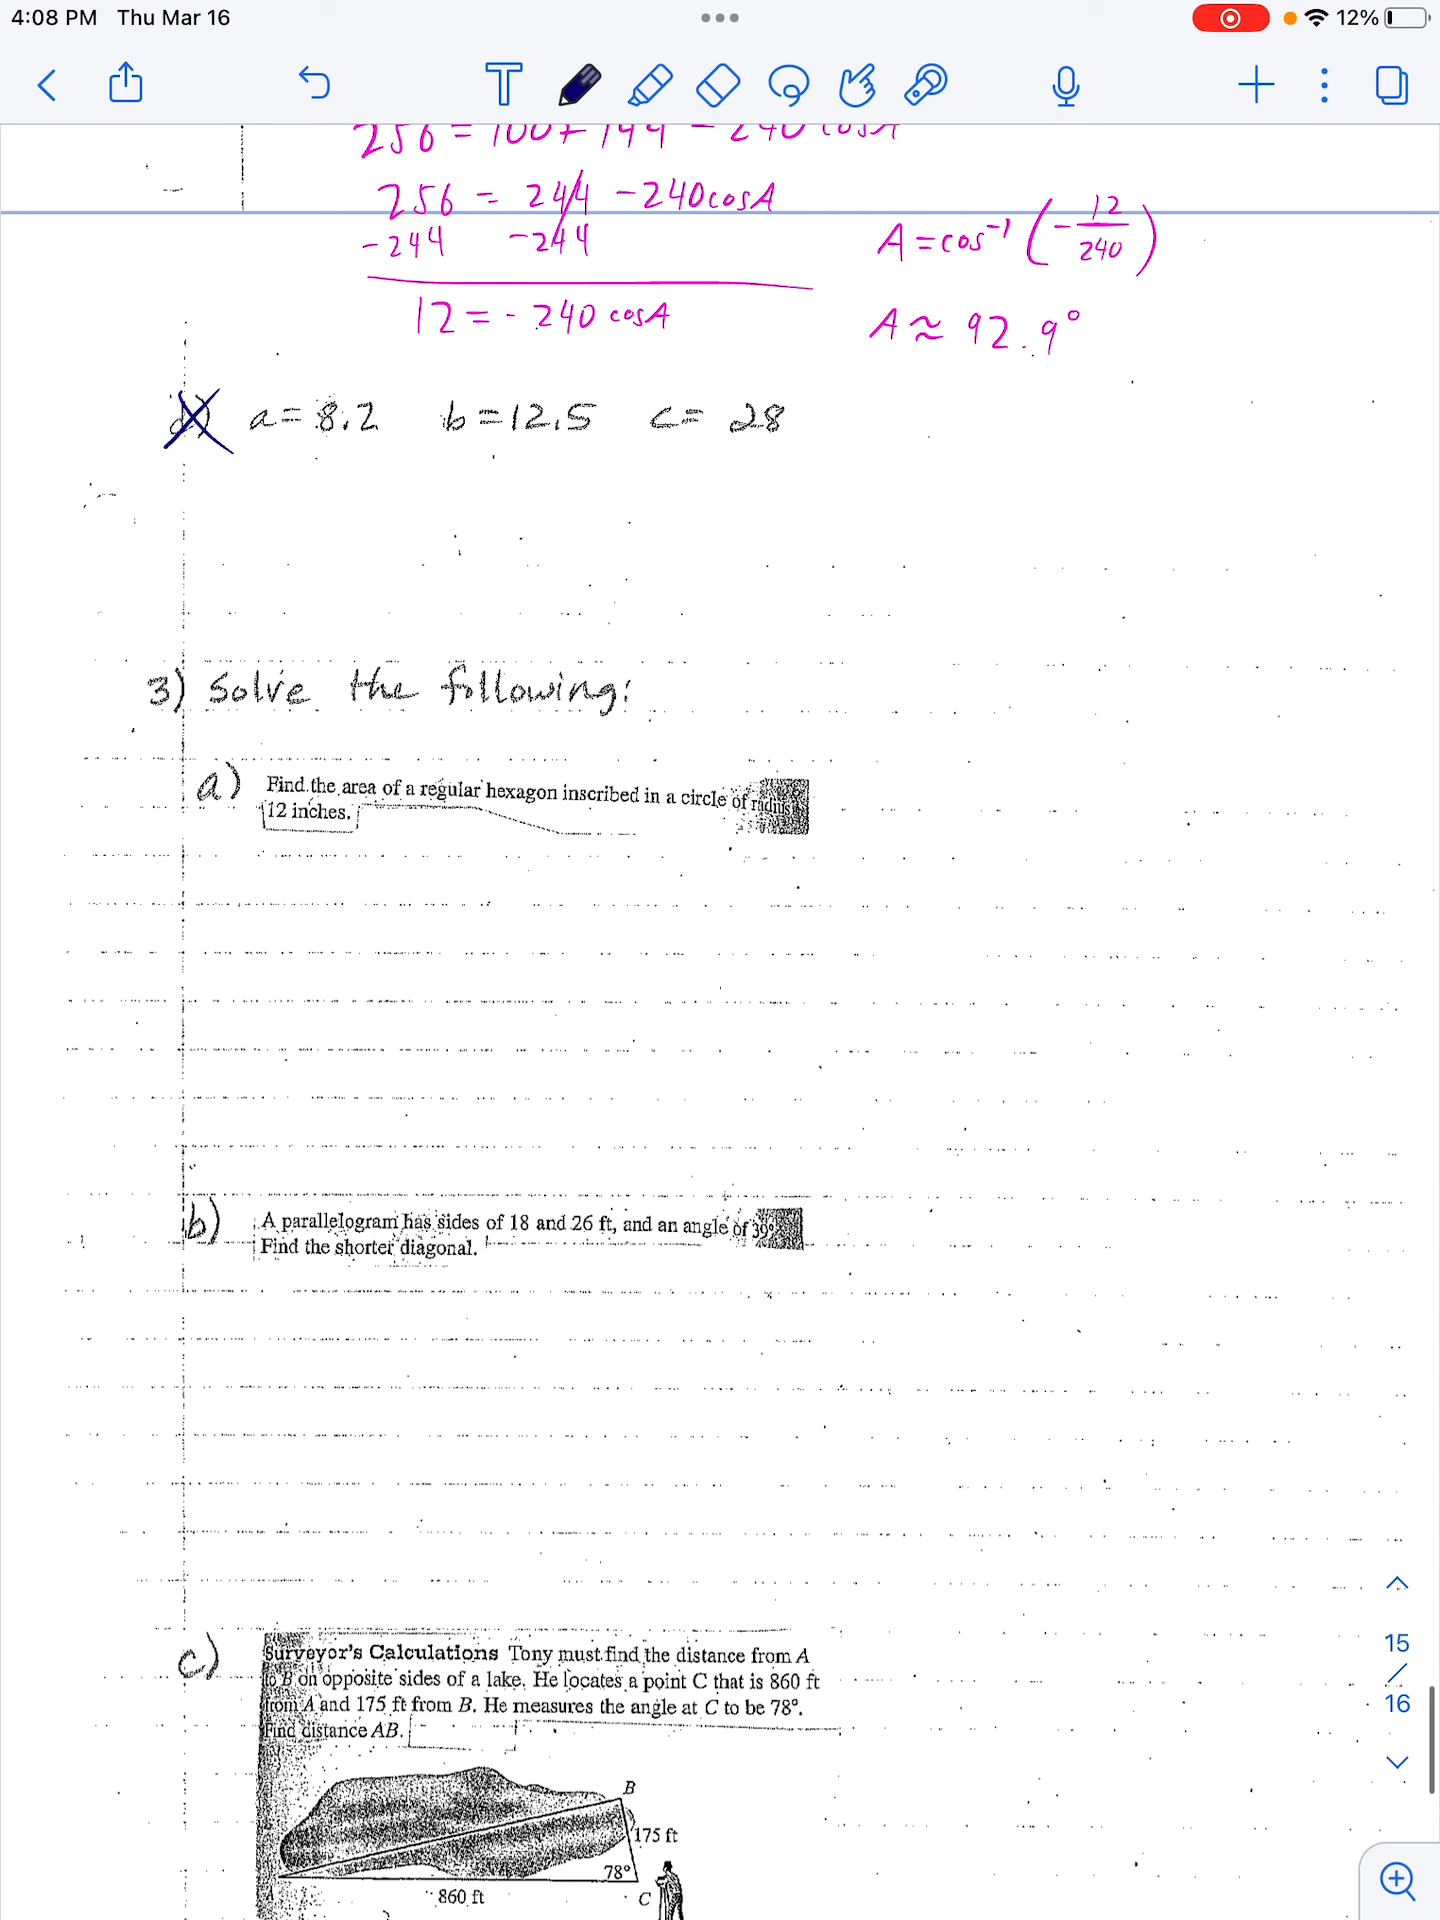 4:08 PM Thu Mar 16
12%
256 = 100 + 144 - 240 cosA
256 = 244 - 240cosA
-244 -244
12 = - 240 cosA
A = cos⁻¹ (- 12/240)
A ≈ 92.9°
a = 8.2 b = 12.5 c = 28
3) Solve the following:
a) Find the area of a regular hexagon inscribed in a circle of radius
12 inches.
b) A parallelogram has sides of 18 and 26 ft, and an angle of 39°.
Find the shorter diagonal.
c) Surveyor's Calculations Tony must find the distance from A
to B on opposite sides of a lake. He locates a point C that is 860 ft
from A and 175 ft from B. He measures the angle at C to be 78°.
Find distance AB.
B
175 ft
78°
A
860 ft
C
15
/
16